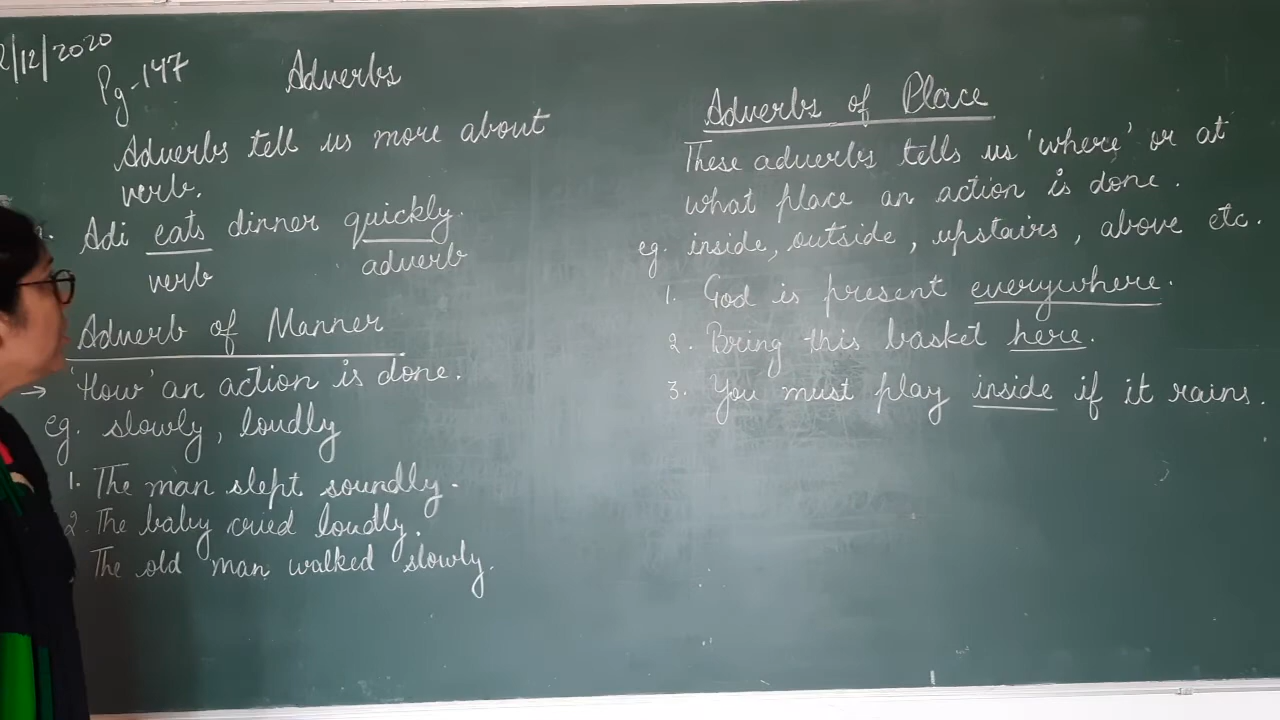 2/12/2020
Pg-147 Adverbs
Adverbs tell us more about
verb.
Adi eats dinner quickly.
verb adverb
Adverb of Manner
→ 'How' an action is done.
eg. slowly, loudly
1. The man slept soundly.
2. The baby cried loudly.
The old man walked slowly.
Adverbs of Place
These adverbs tells us 'where' or at
what place an action is done.
eg. inside, outside, upstairs, above etc.
1. God is present everywhere.
2. Bring this basket here.
3. You must play inside if it rains.